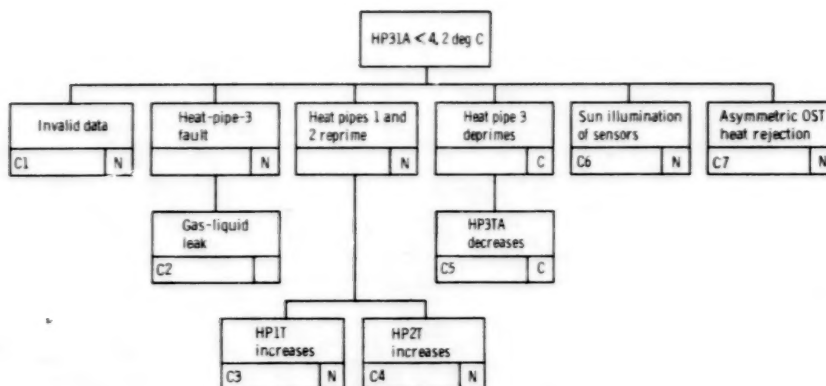 HP31A < 4.2 deg C
Invalid data
C1 N
Heat-pipe-3
fault
N
Heat pipes 1 and
2 reprime
N
Heat pipe 3
deprimes
C
Sun illumination
of sensors
C6 N
Asymmetric OST
heat rejection
C7 N
Gas-liquid
leak
C2
HP3TA
decreases
C5 C
HP1T
increases
C3 N
HP2T
increases
C4 N